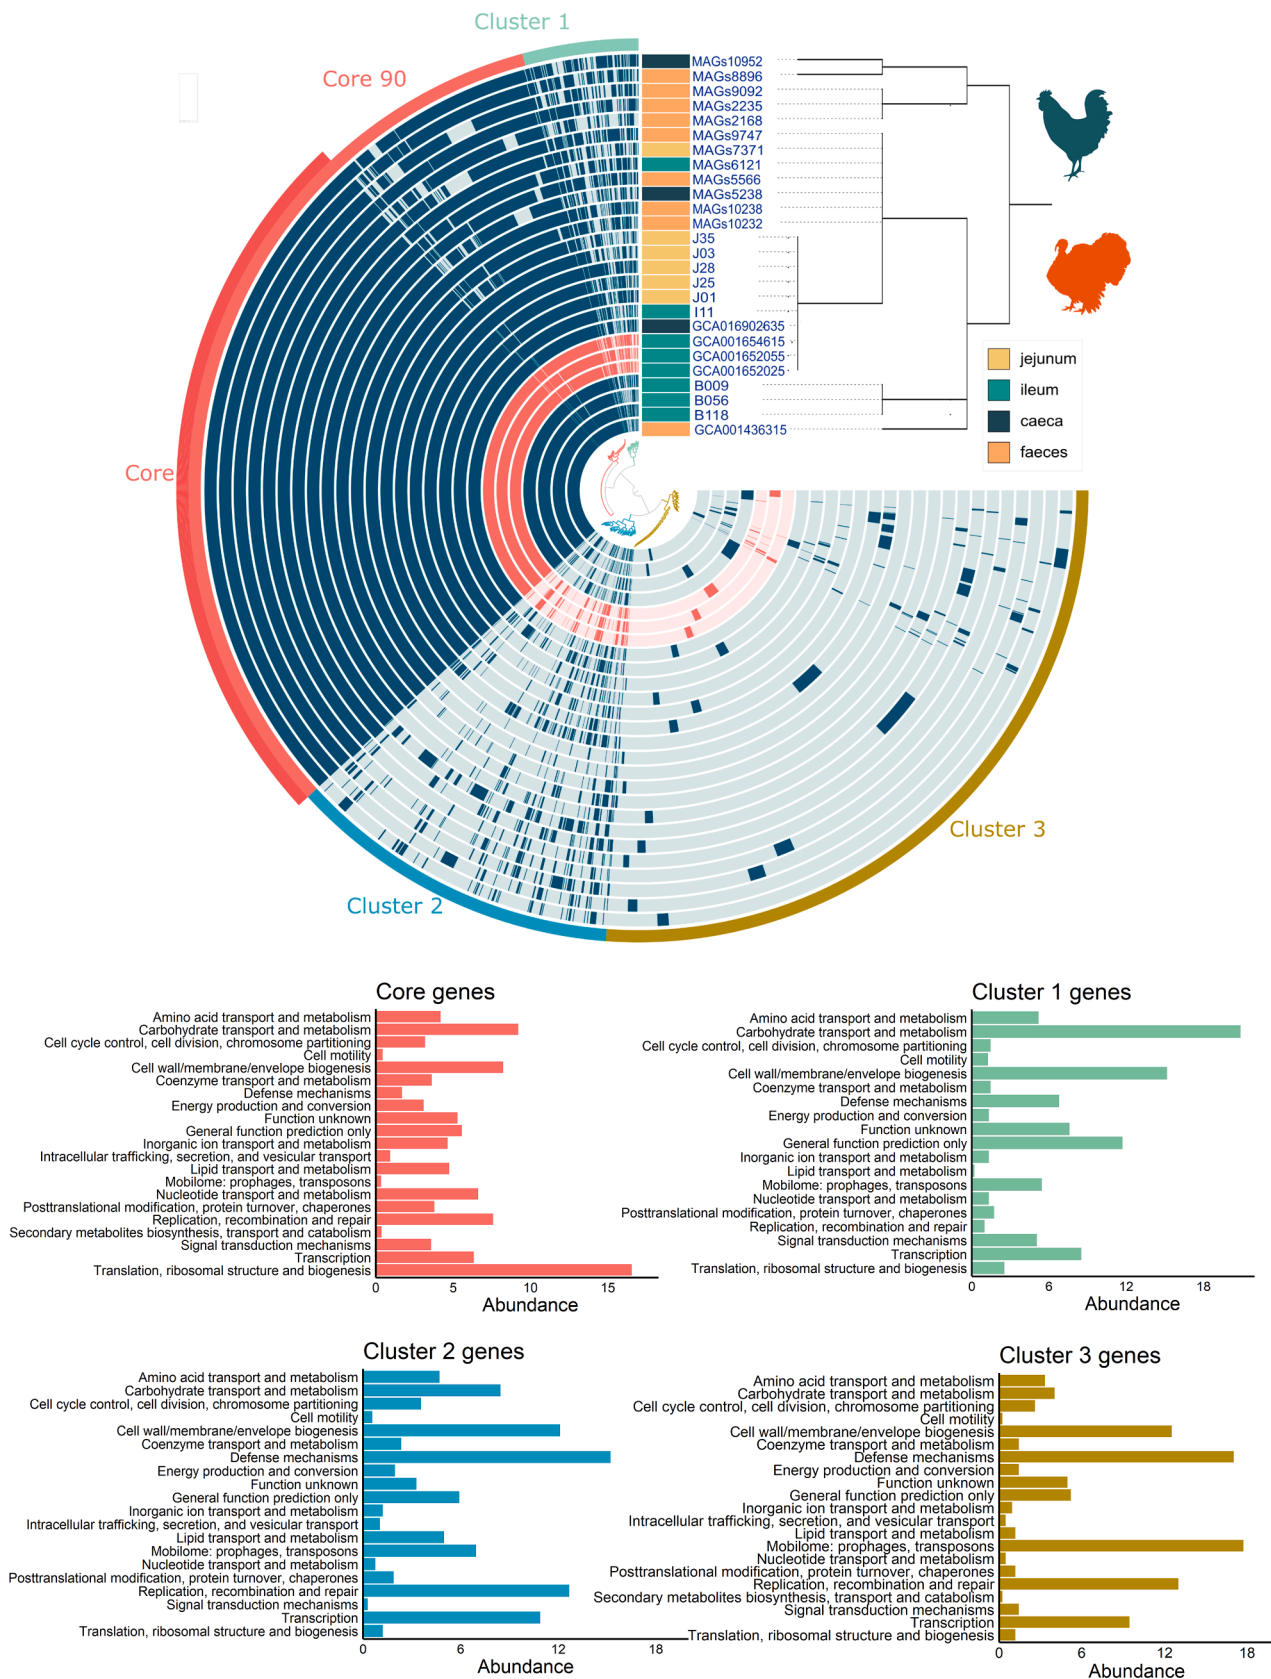 Cluster 1
Core 90
Core
Cluster 2
Cluster 3
MAGs10952
MAGs8896
MAGs9092
MAGs2235
MAGs2168
MAGs9747
MAGs7371
MAGs6121
MAGs5566
MAGs5238
MAGs10238
MAGs10232
J35
J03
J28
J25
J01
I11
GCA016902635
GCA001654615
GCA001652055
GCA001652025
B009
B056
B118
GCA001436315
jejunum
ileum
caeca
faeces
Core genes
Amino acid transport and metabolism
Carbohydrate transport and metabolism
Cell cycle control, cell division, chromosome partitioning
Cell motility
Cell wall/membrane/envelope biogenesis
Coenzyme transport and metabolism
Defense mechanisms
Energy production and conversion
Function unknown
General function prediction only
Inorganic ion transport and metabolism
Intracellular trafficking, secretion, and vesicular transport
Lipid transport and metabolism
Mobilome: prophages, transposons
Nucleotide transport and metabolism
Posttranslational modification, protein turnover, chaperones
Replication, recombination and repair
Secondary metabolites biosynthesis, transport and catabolism
Signal transduction mechanisms
Transcription
Translation, ribosomal structure and biogenesis
0 5 10 15
Abundance
Cluster 1 genes
Amino acid transport and metabolism
Carbohydrate transport and metabolism
Cell cycle control, cell division, chromosome partitioning
Cell motility
Cell wall/membrane/envelope biogenesis
Coenzyme transport and metabolism
Defense mechanisms
Energy production and conversion
Function unknown
General function prediction only
Inorganic ion transport and metabolism
Lipid transport and metabolism
Mobilome: prophages, transposons
Nucleotide transport and metabolism
Posttranslational modification, protein turnover, chaperones
Replication, recombination and repair
Signal transduction mechanisms
Transcription
Translation, ribosomal structure and biogenesis
0 6 12 18
Abundance
Cluster 2 genes
Amino acid transport and metabolism
Carbohydrate transport and metabolism
Cell cycle control, cell division, chromosome partitioning
Cell motility
Cell wall/membrane/envelope biogenesis
Coenzyme transport and metabolism
Defense mechanisms
Energy production and conversion
Function unknown
General function prediction only
Inorganic ion transport and metabolism
Intracellular trafficking, secretion, and vesicular transport
Lipid transport and metabolism
Mobilome: prophages, transposons
Nucleotide transport and metabolism
Posttranslational modification, protein turnover, chaperones
Replication, recombination and repair
Signal transduction mechanisms
Transcription
Translation, ribosomal structure and biogenesis
0 6 12 18
Abundance
Cluster 3 genes
Amino acid transport and metabolism
Carbohydrate transport and metabolism
Cell cycle control, cell division, chromosome partitioning
Cell motility
Cell wall/membrane/envelope biogenesis
Coenzyme transport and metabolism
Defense mechanisms
Energy production and conversion
Function unknown
General function prediction only
Inorganic ion transport and metabolism
Intracellular trafficking, secretion, and vesicular transport
Lipid transport and metabolism
Mobilome: prophages, transposons
Nucleotide transport and metabolism
Posttranslational modification, protein turnover, chaperones
Replication, recombination and repair
Secondary metabolites biosynthesis, transport and catabolism
Signal transduction mechanisms
Transcription
Translation, ribosomal structure and biogenesis
0 6 12 18
Abundance